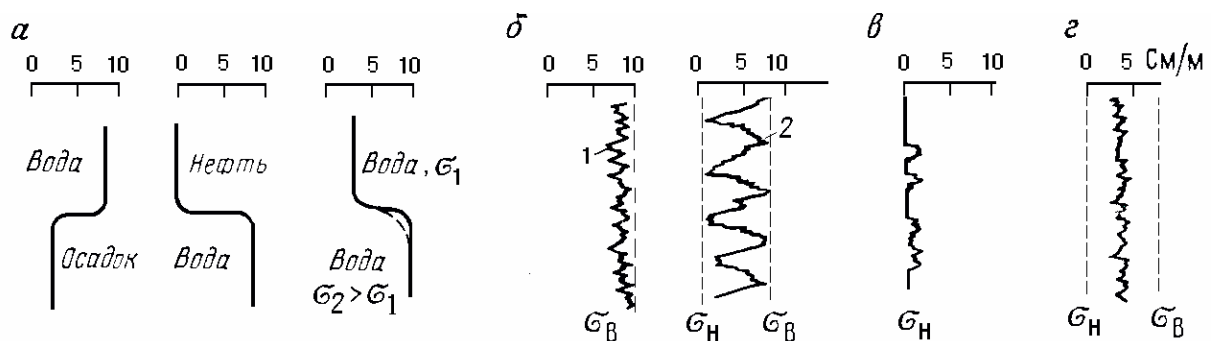 а б в г
0 5 10 0 5 10 0 5 10 0 5 10 0 5 10 0 5 10 0 5 См/м
Вода Нефть Вода, σ₁ 1 2
Осадок Вода Вода
σ₂ > σ₁
σВ σН σВ σН σН σВ